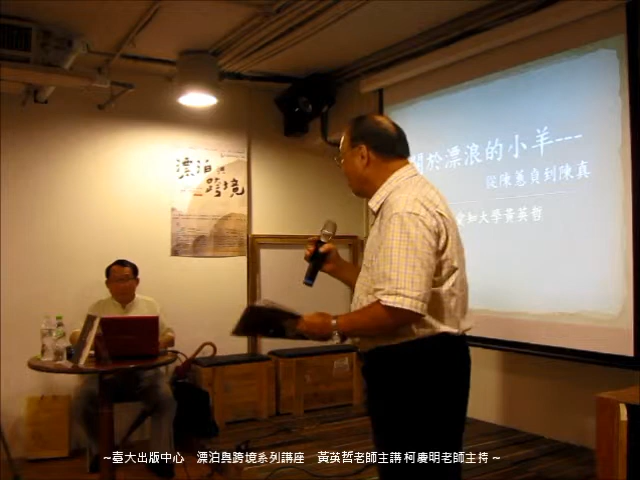 漂泊與
跨境
關於漂浪的小羊---
從陳蕙貞到陳真
愛知大學黃英哲
~臺大出版中心 漂泊與跨境系列講座 黃英哲老師主講 柯慶明老師主持~